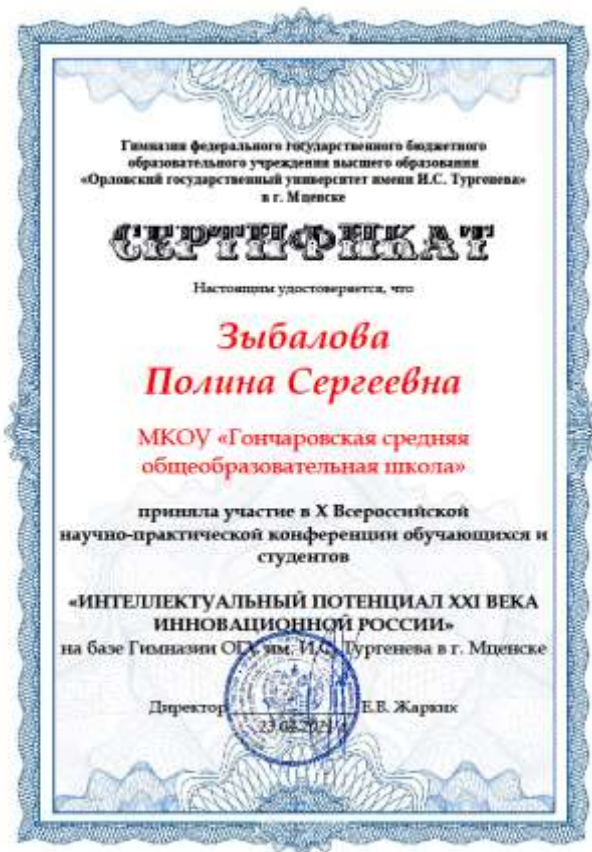 Гимназия федерального государственного бюджетного
образовательного учреждения высшего образования
«Орловский государственный университет имени И.С. Тургенева»
в г. Мценске
СЕРТИФИКАТ
Настоящим удостоверяется, что
Зыбалова
Полина Сергеевна
МКОУ «Гончаровская средняя
общеобразовательная школа»
приняла участие в X Всероссийской
научно-практической конференции обучающихся и
студентов
«ИНТЕЛЛЕКТУАЛЬНЫЙ ПОТЕНЦИАЛ XXI ВЕКА
ИННОВАЦИОННОЙ РОССИИ»
на базе Гимназии ОГУ им. И.С. Тургенева в г. Мценске
Директор Е.В. Жарких